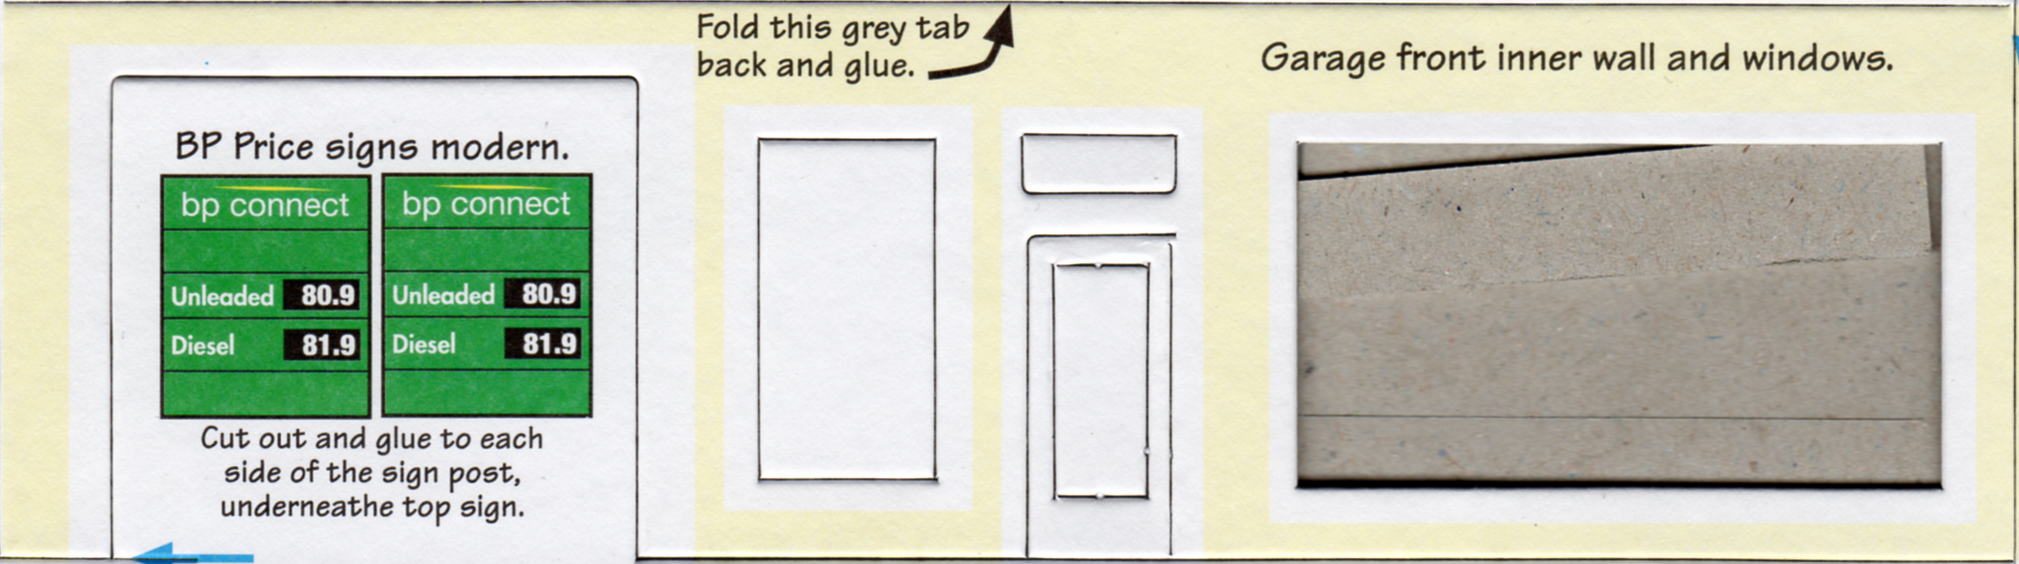 Fold this grey tab
back and glue.
Garage front inner wall and windows.
BP Price signs modern.
bp connect
Unleaded 80.9
Diesel 81.9
bp connect
Unleaded 80.9
Diesel 81.9
Cut out and glue to each
side of the sign post,
underneathe top sign.